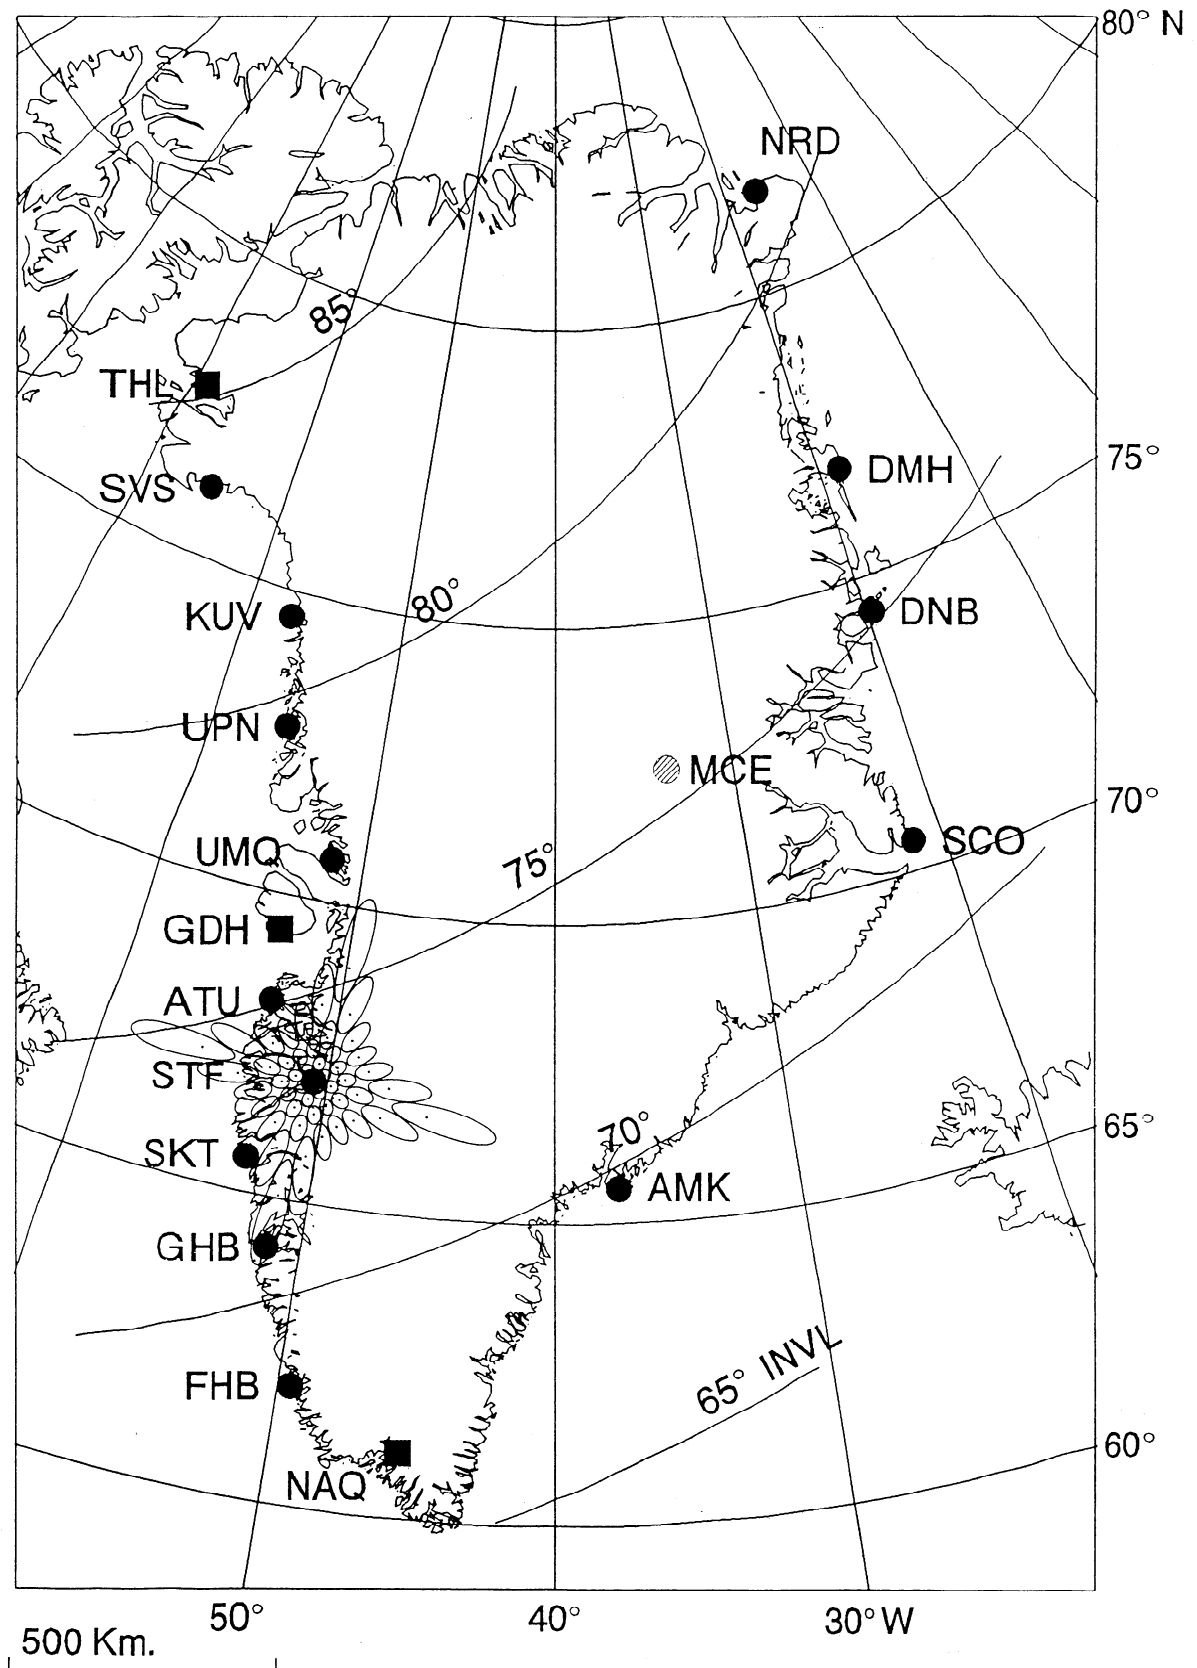 80° N
NRD
85°
THL
75°
DMH
SVS
80°
KUV
DNB
UPN
MCE
70°
SCO
UMQ
75°
GDH
ATU
STF
65°
70°
SKT
AMK
GHB
65° INVL
FHB
60°
NAQ
50°
40°
30° W
500 Km.